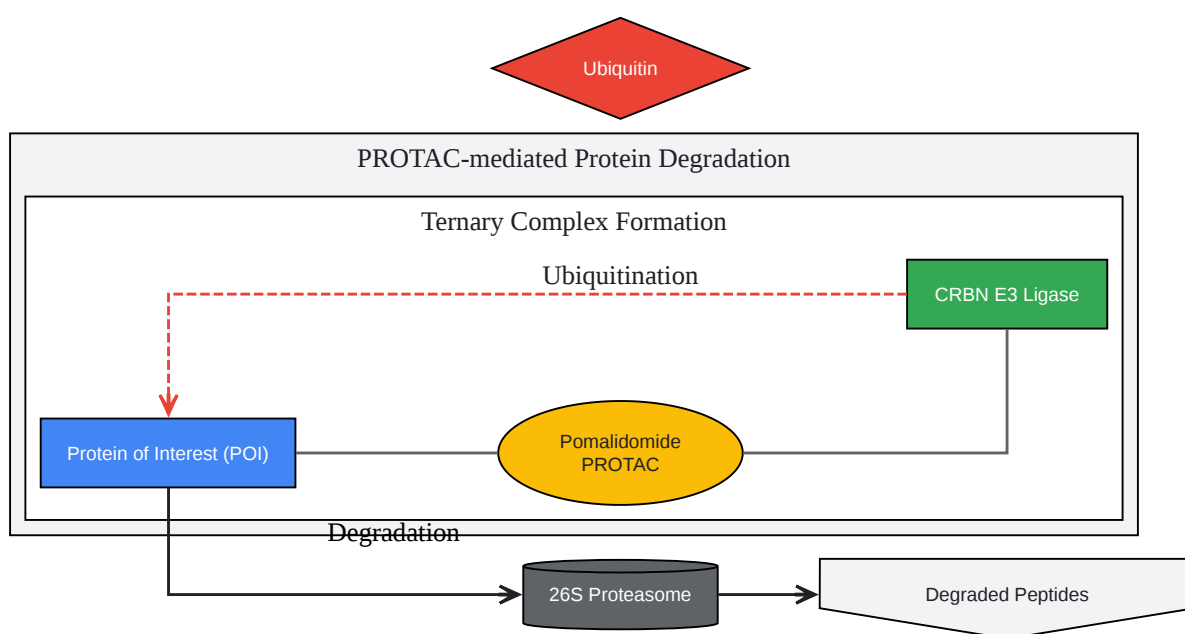 Ubiquitin
PROTAC-mediated Protein Degradation
Ternary Complex Formation
Ubiquitination
CRBN E3 Ligase
Protein of Interest (POI)
Pomalidomide
PROTAC
Degradation
26S Proteasome
Degraded Peptides